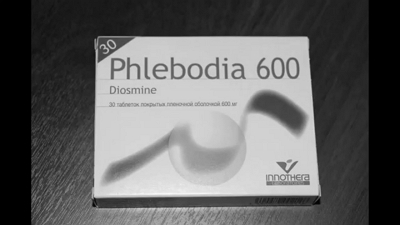 30
Phlebodia 600
Diosmine
30 таблеток покрытых пленочной оболочкой 600 мг
INNOTHERA